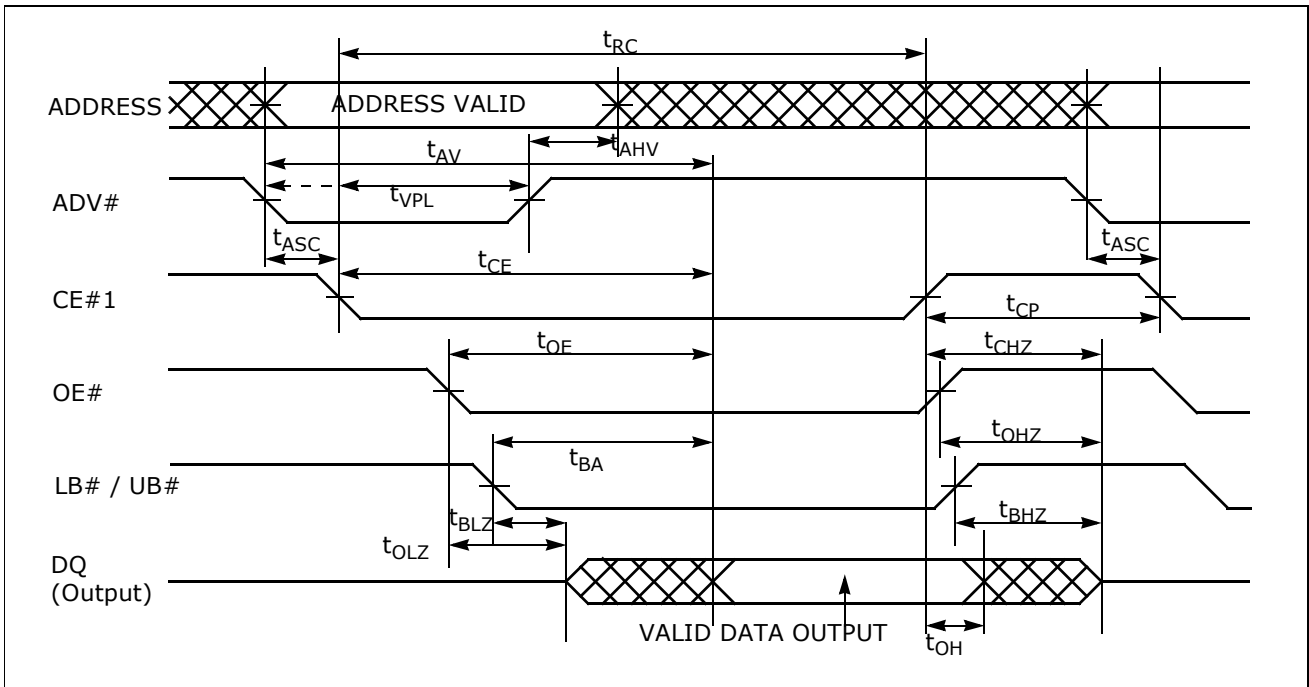 tRC
ADDRESS
ADDRESS VALID
tAV
tAHV
ADV#
tVPL
tASC
tASC
tCE
CE#1
tCP
tOE
tCHZ
OE#
tOHZ
tBA
LB# / UB#
tBLZ
tBHZ
tOLZ
DQ
(Output)
VALID DATA OUTPUT
tOH